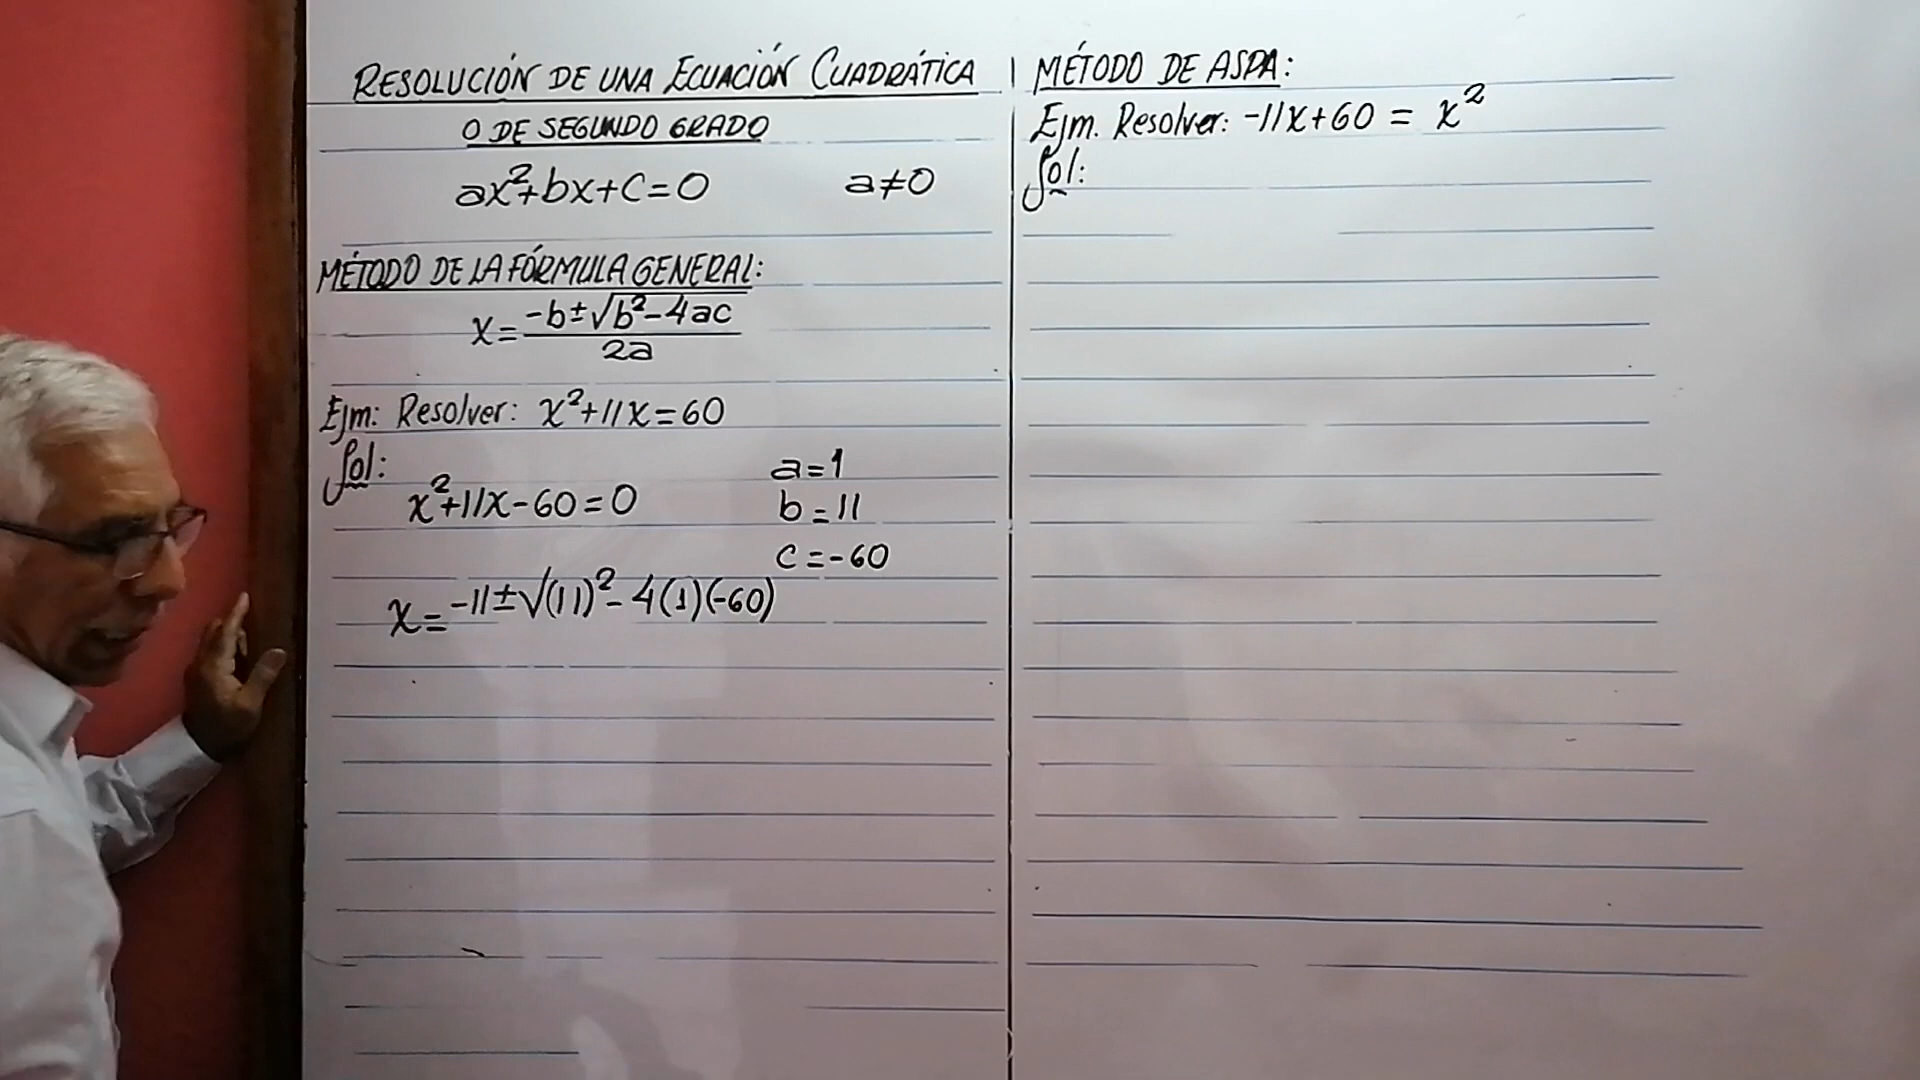 RESOLUCIÓN DE UNA ECUACIÓN CUADRÁTICA
O DE SEGUNDO GRADO
ax²+bx+c=0 a≠0
MÉTODO DE LA FÓRMULA GENERAL:
x=(-b±√(b²-4ac))/(2a)
Ejm: Resolver: x²+11x=60
Sol:
x²+11x-60=0
a=1
b=11
c=-60
x=-11±√(11)²-4(1)(-60)
MÉTODO DE ASPA:
Ejm. Resolver: -11x+60 = x²
Sol: